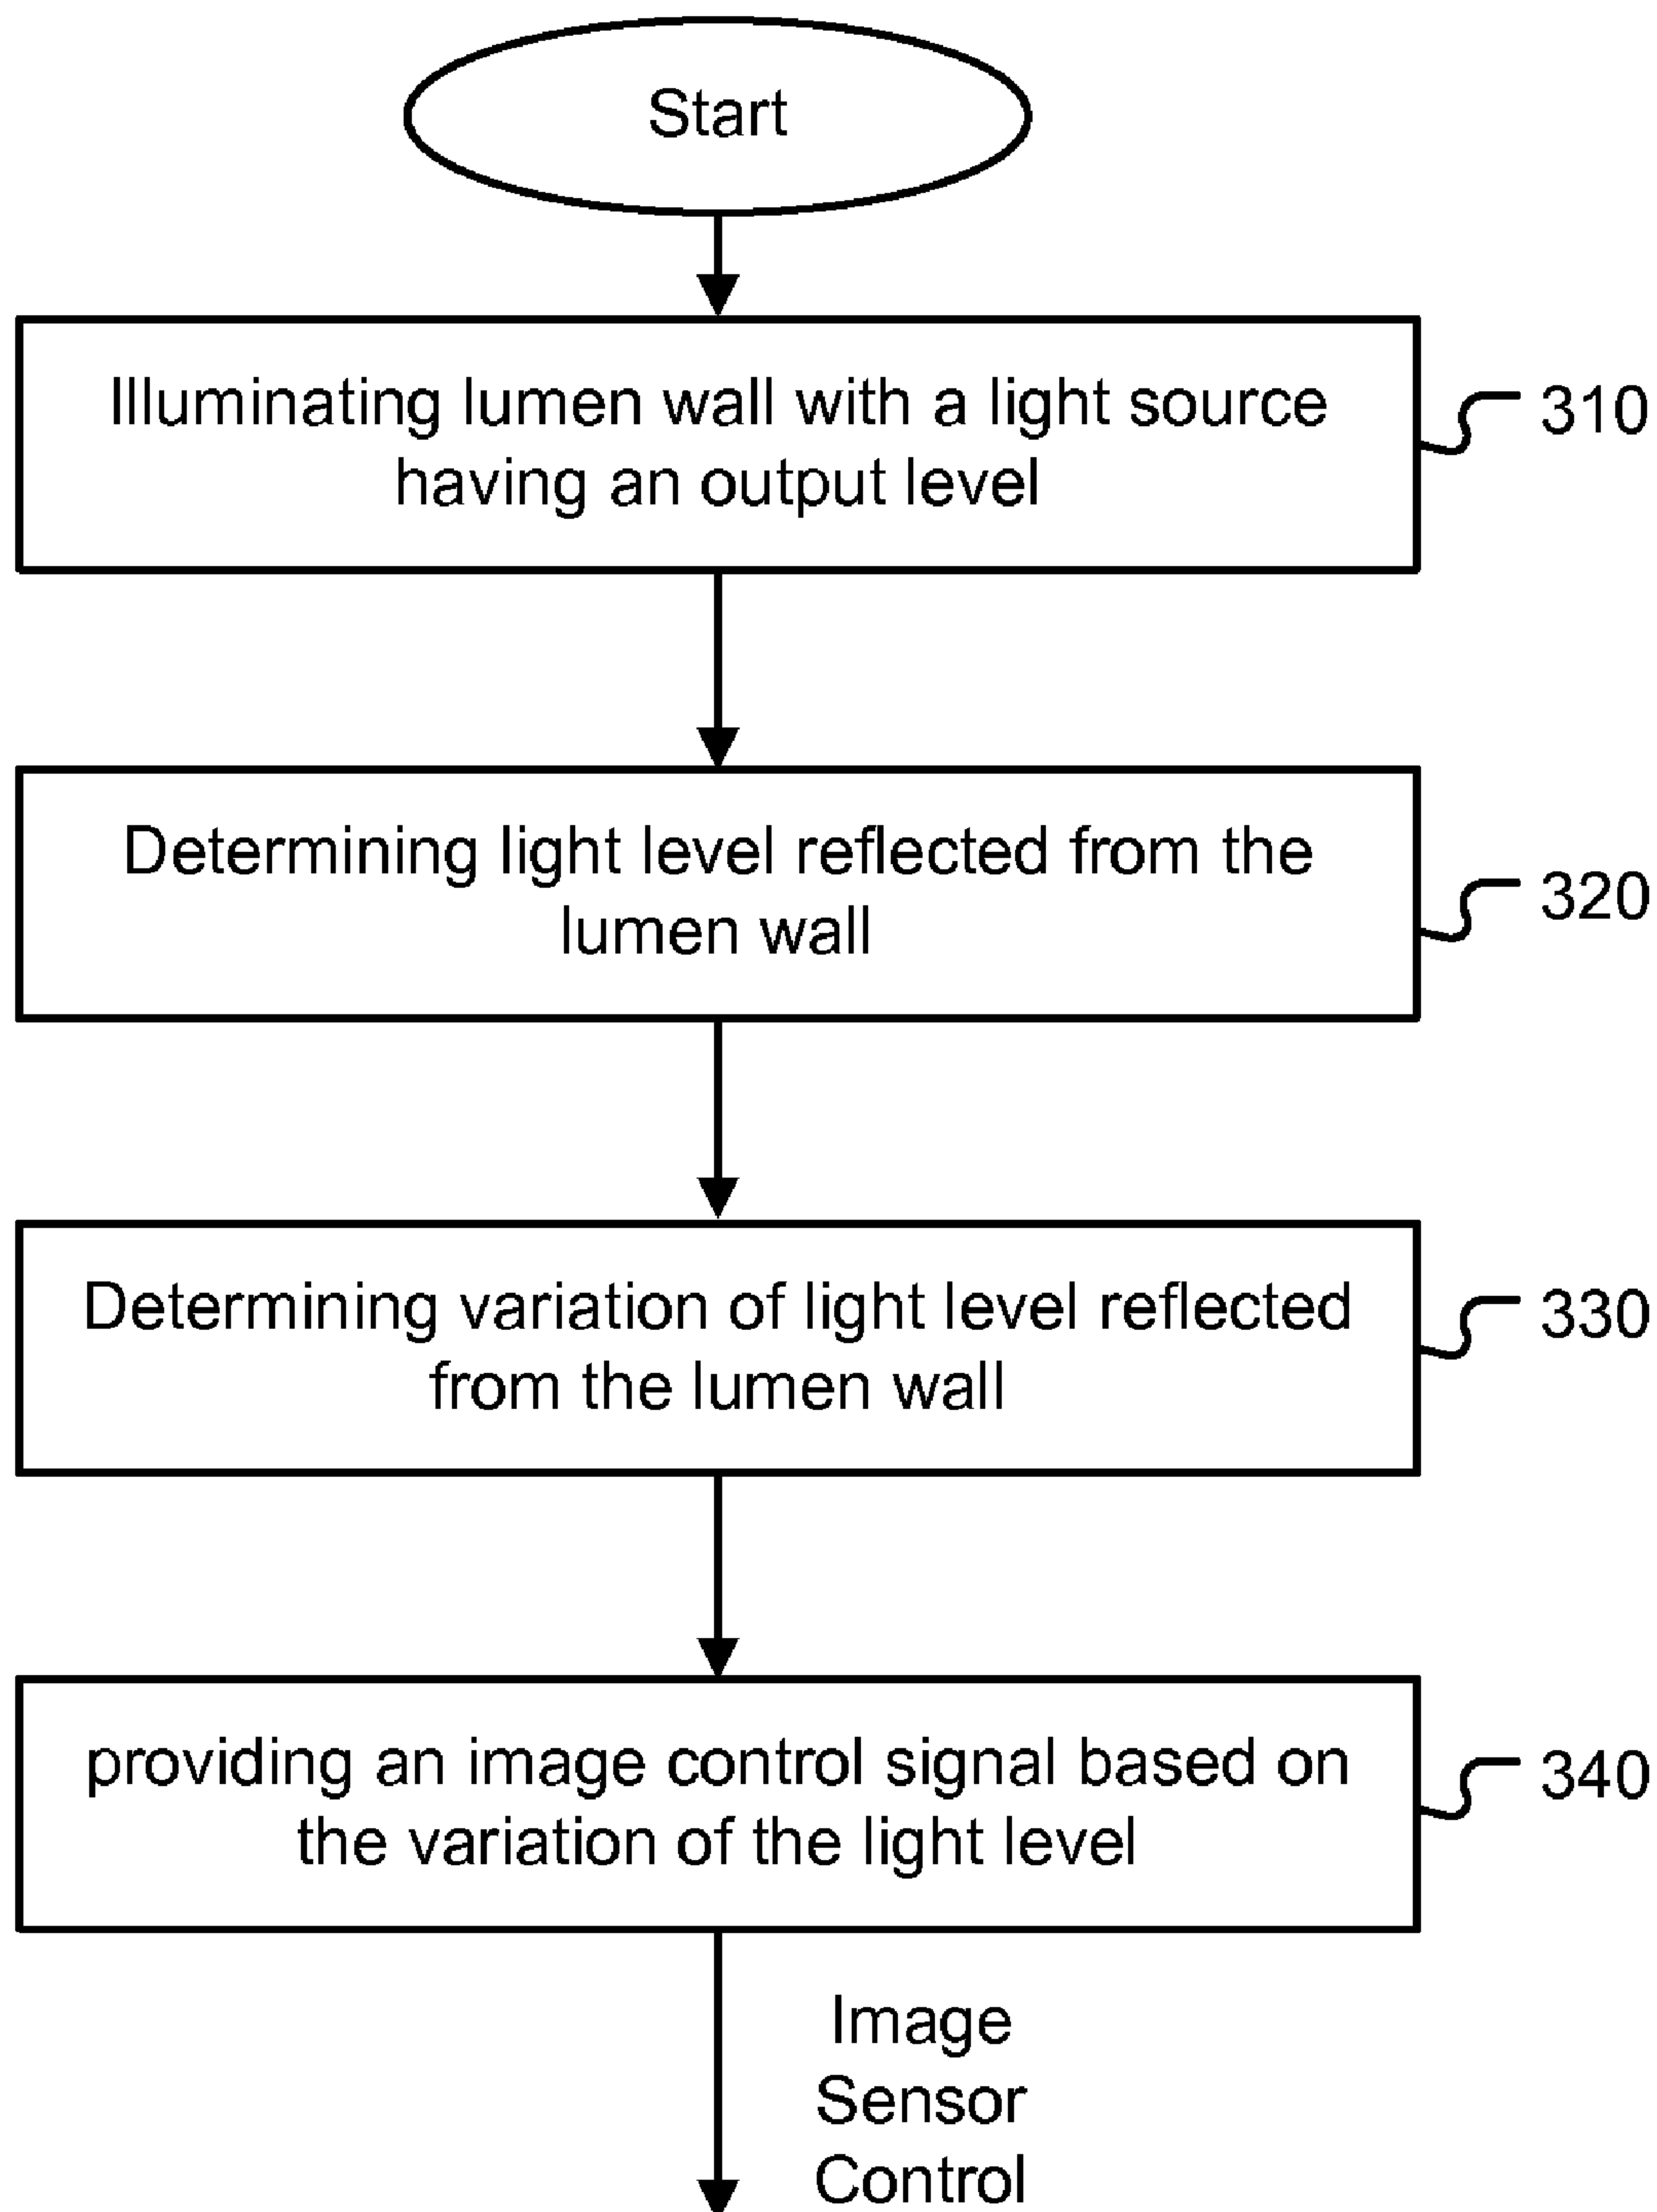 Start
Illuminating lumen wall with a light source
having an output level
310
Determining light level reflected from the
lumen wall
320
Determining variation of light level reflected
from the lumen wall
330
providing an image control signal based on
the variation of the light level
340
Image
Sensor
Control